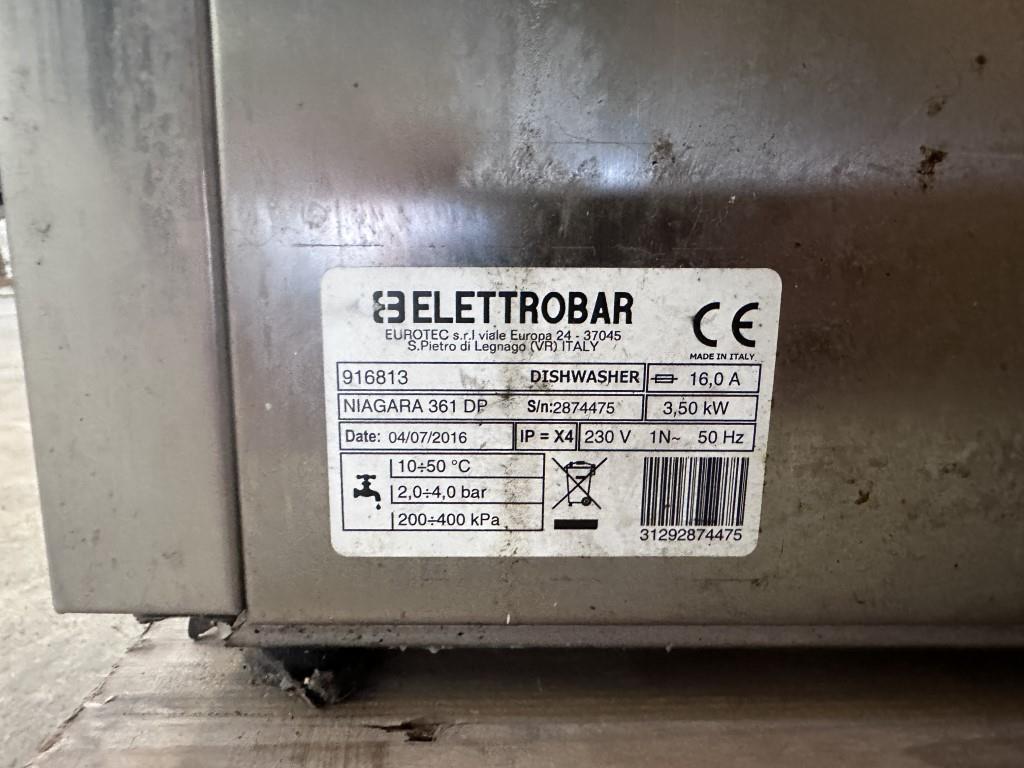 ELETTROBAR
EUROTEC s.r.l viale Europa 24 - 37045
S.Pietro di Legnago (VR) ITALY
CE
MADE IN ITALY
916813 DISHWASHER 16,0 A
NIAGARA 361 DP S/n:2874475 3,50 kW
Date: 04/07/2016 IP = X4 230 V 1N~ 50 Hz
10÷50 °C
2,0÷4,0 bar
200÷400 kPa
31292874475